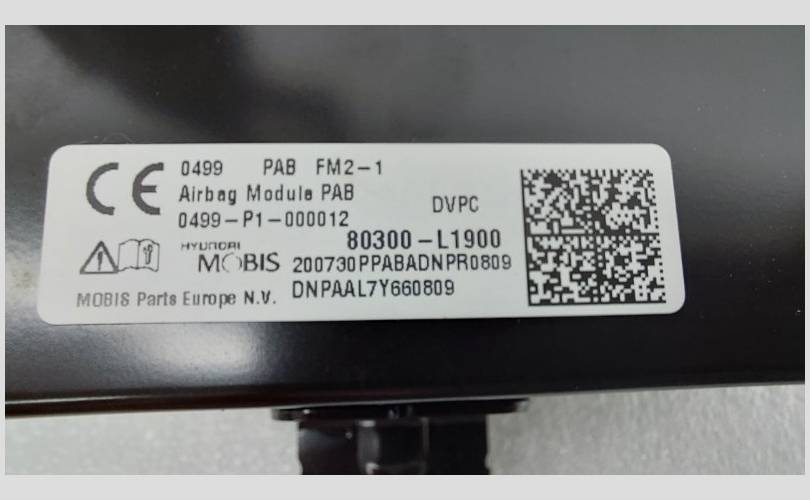 CE 0499 PAB FM2-1
Airbag Module PAB
0499-P1-000012
DVPC
80300-L1900
HYUNDAI
MOBIS 200730PPABADNPR0809
MOBIS Parts Europe N.V. DNPAAL7Y660809